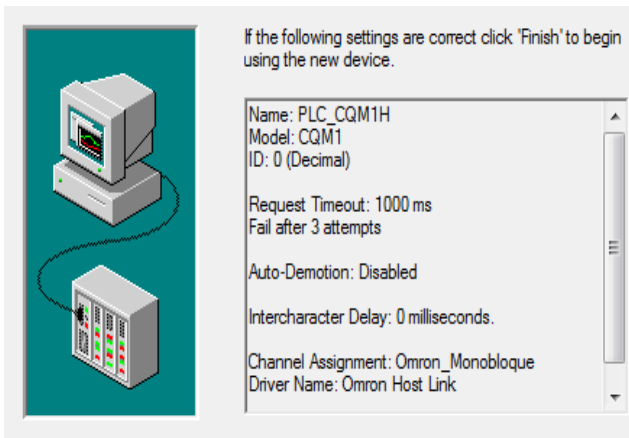 If the following settings are correct click 'Finish' to begin
using the new device.
Name: PLC_CQM1H
Model: CQM1
ID: 0 (Decimal)
Request Timeout: 1000 ms
Fail after 3 attempts
Auto-Demotion: Disabled
Intercharacter Delay: 0 milliseconds.
Channel Assignment: Omron_Monobloque
Driver Name: Omron Host Link